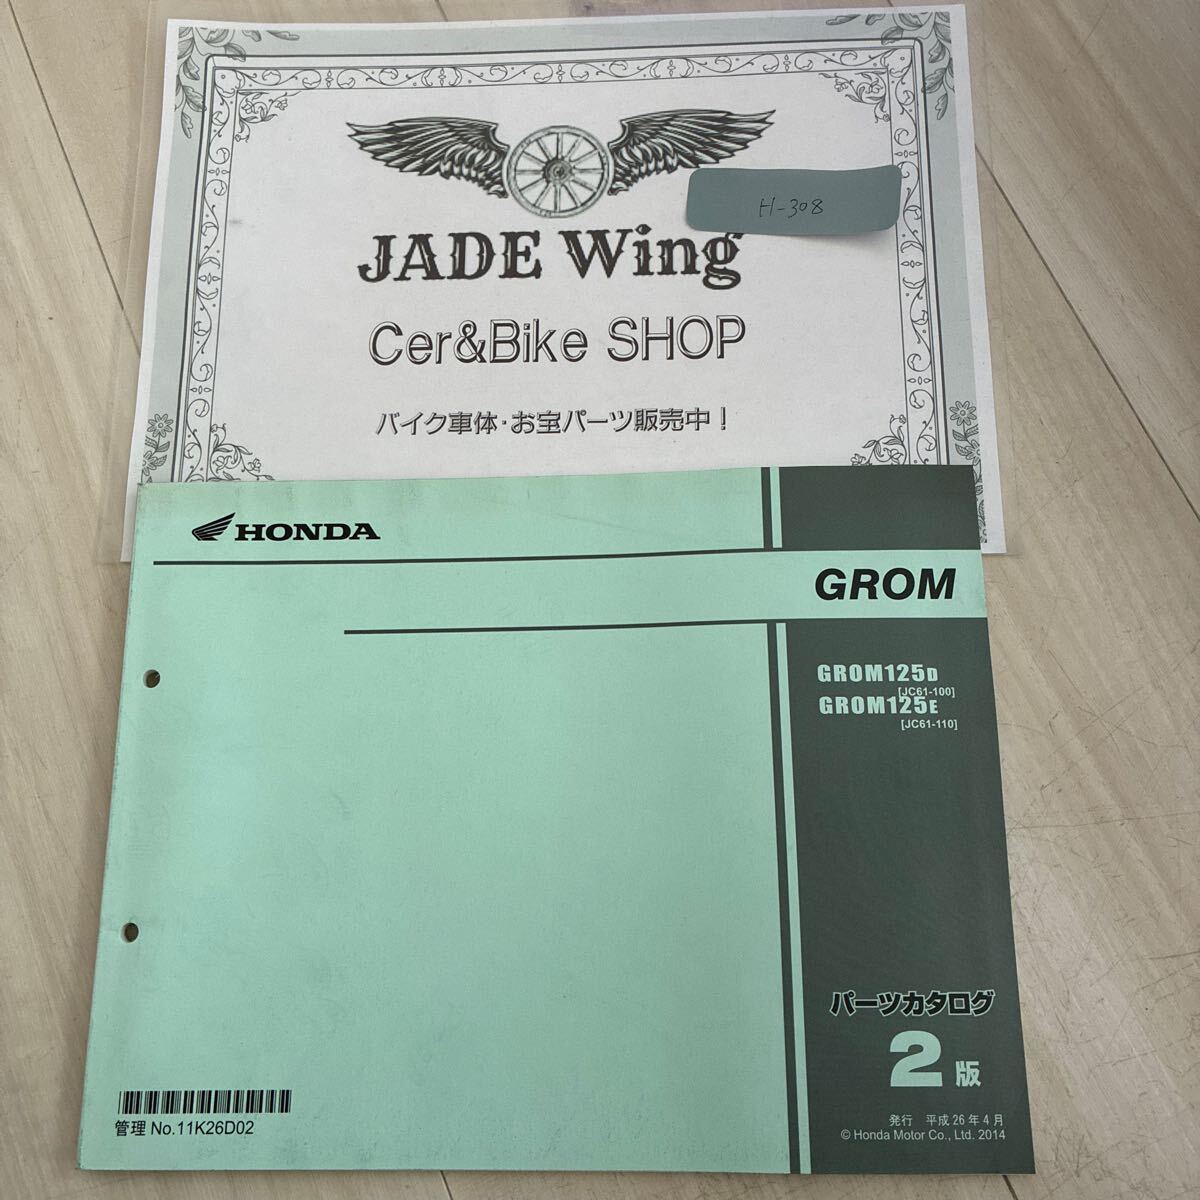 H-308
JADE Wing
Cer&Bike SHOP
バイク車体・お宝パーツ販売中！
HONDA
GROM
GROM125D
[JC61-100]
GROM125E
[JC61-110]
パーツカタログ
2版
発行 平成26年4月
© Honda Motor Co., Ltd. 2014
管理 No.11K26D02